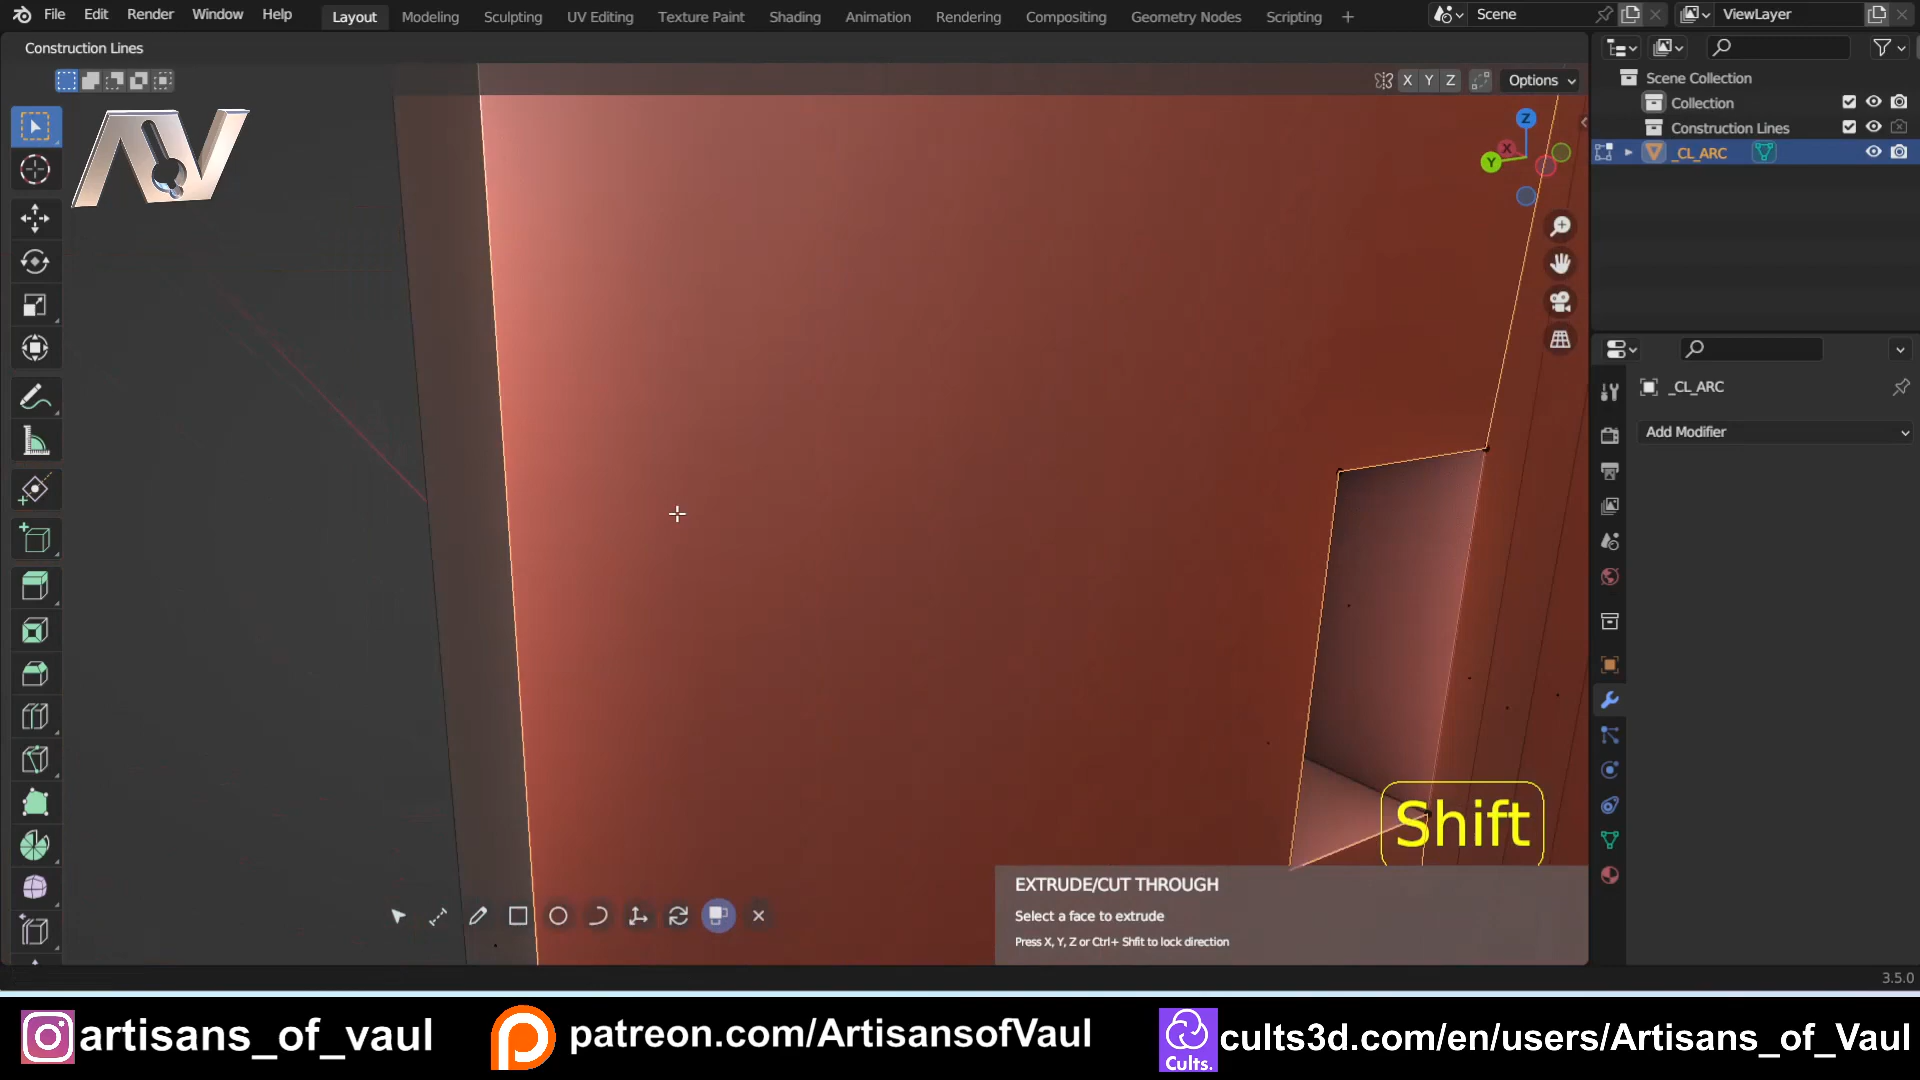 File Edit Render Window Help Layout Modeling Sculpting UV Editing Texture Paint Shading Animation Rendering Compositing Geometry Nodes Scripting + Scene ViewLayer
Construction Lines
X Y Z Options
Scene Collection
Collection
Construction Lines
_CL_ARC
Z
X
Y
AV
_CL_ARC
Add Modifier
Shift
EXTRUDE/CUT THROUGH
Select a face to extrude
Press X, Y, Z or Ctrl+ Shfit to lock direction
3.5.0
artisans_of_vaul patreon.com/ArtisansofVaul cults3d.com/en/users/Artisans_of_Vaul
Cults.